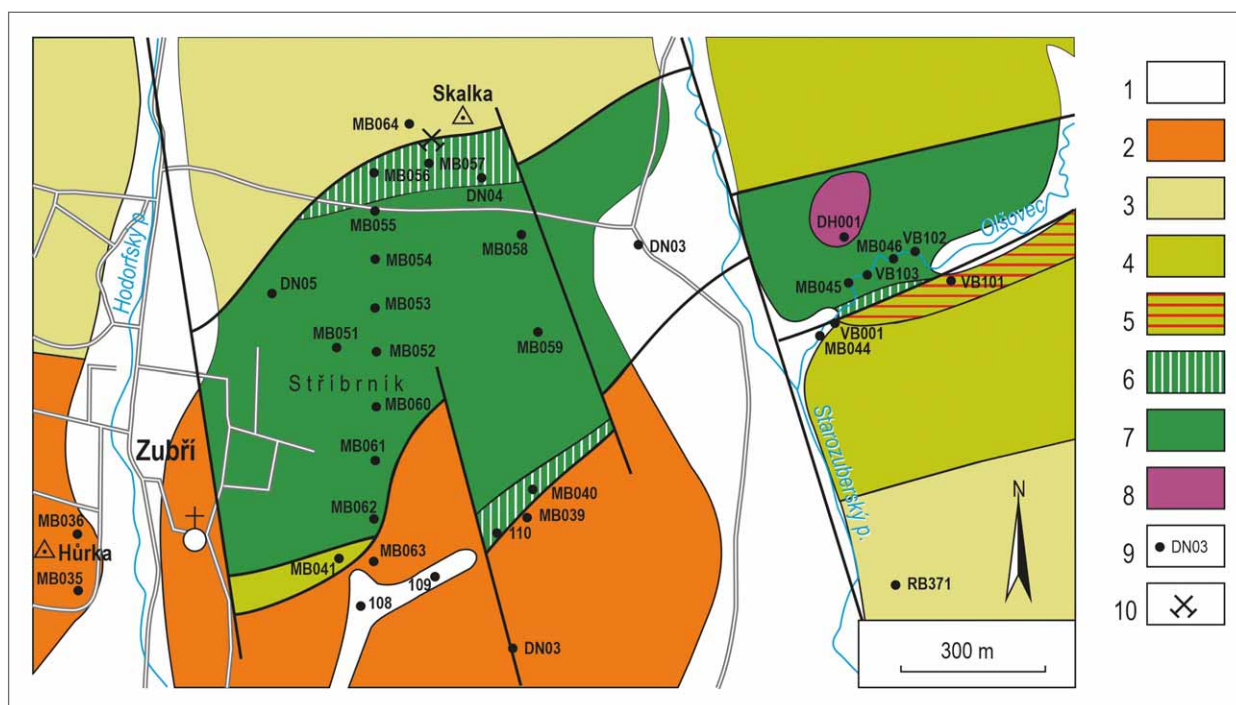 Skalka
1
MB064
2
MB057
MB056
DN04
3
MB055
DH001
VB102
Olšovec
MB058
DN03
MB046
4
Hodorfský p.
MB054
VB103
DN05
MB045
VB101
5
MB053
VB001
MB051
MB059
MB044
MB052
6
Stříbrník
MB060
7
Zubří
MB061
Starozuberský p.
MB040
N
8
MB036
MB062
MB039
110
Hůrka
MB041
MB063
9
DN03
MB035
109
RB371
108
10
DN03
300 m